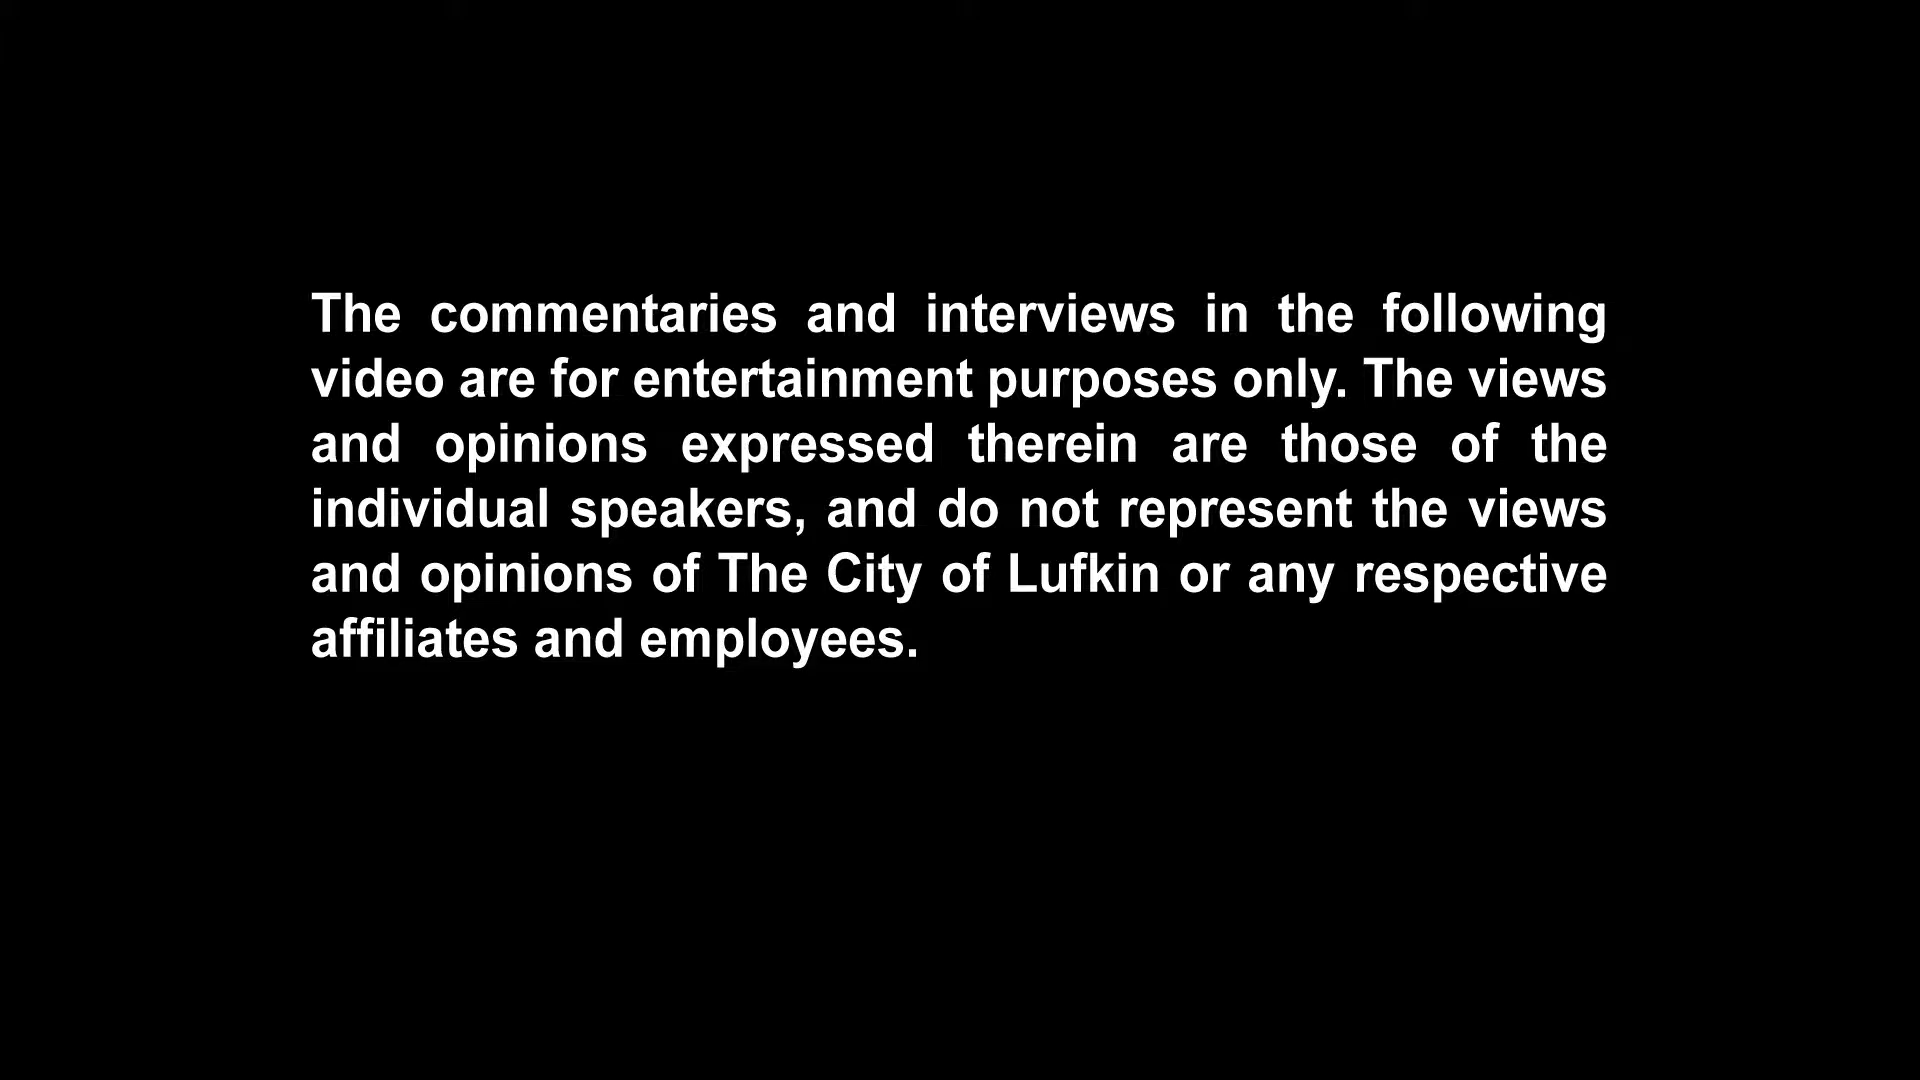 The commentaries and interviews in the following
video are for entertainment purposes only. The views
and opinions expressed therein are those of the
individual speakers, and do not represent the views
and opinions of The City of Lufkin or any respective
affiliates and employees.